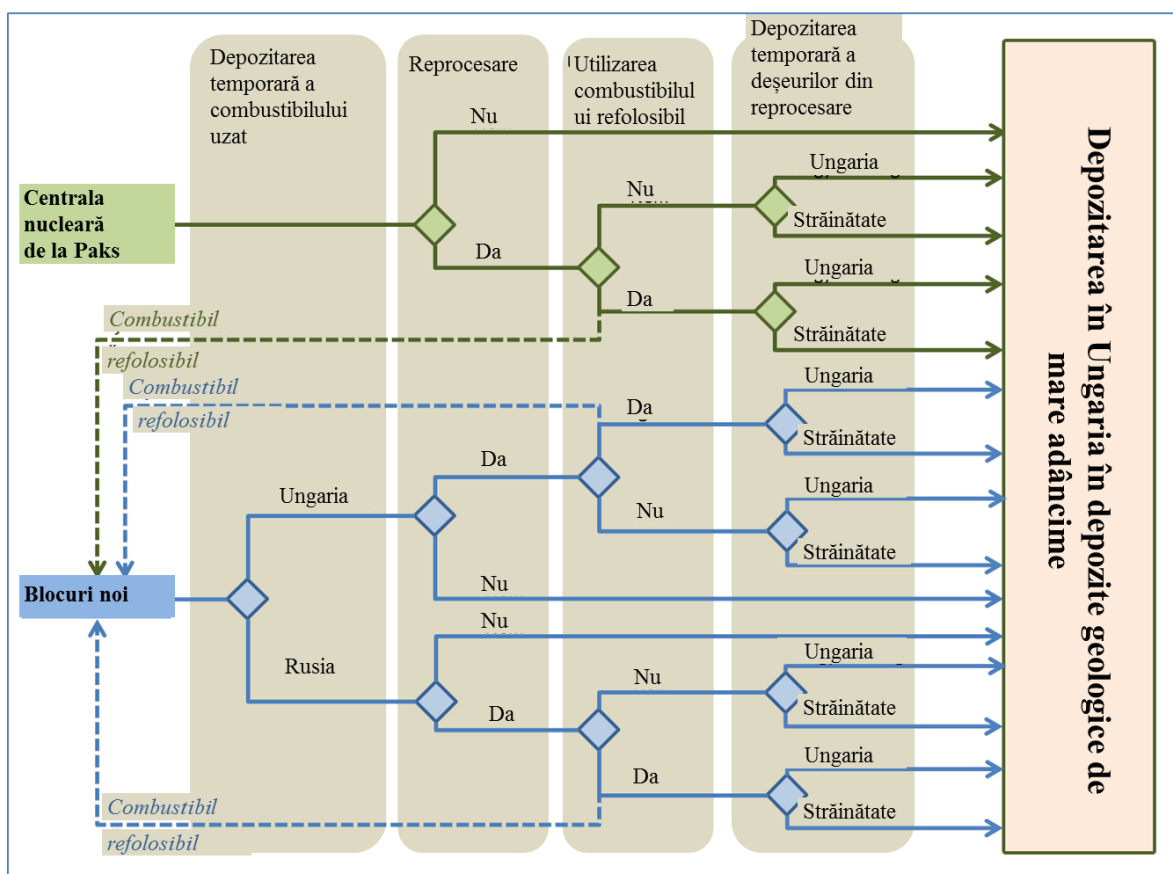 Depozitarea
temporară a
combustibilului
uzat
Reprocesare
Utilizarea
combustibilul
ui refolosibil
Depozitarea
temporară a
deșeurilor din
reprocesare
Nu
Ungaria
Centrala
nucleară
de la Paks
Nu
Străinătate
Da
Ungaria
Da
Străinătate
Combustibil
refolosibil
Combustibil
refolosibil
Ungaria
Da
Străinătate
Da
Ungaria
Ungaria
Nu
Străinătate
Nu
Blocuri noi
Nu
Ungaria
Rusia
Nu
Străinătate
Da
Ungaria
Da
Străinătate
Combustibil
refolosibil
Depozitarea în Ungaria în depozite geologice de
mare adâncime